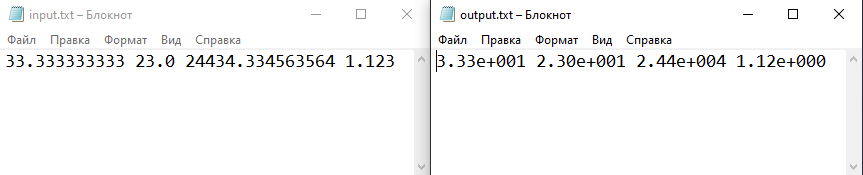 input.txt – Блокнот
Файл Правка Формат Вид Справка
33.333333333 23.0 24434.334563564 1.123
output.txt – Блокнот
Файл Правка Формат Вид Справка
3.33e+001 2.30e+001 2.44e+004 1.12e+000